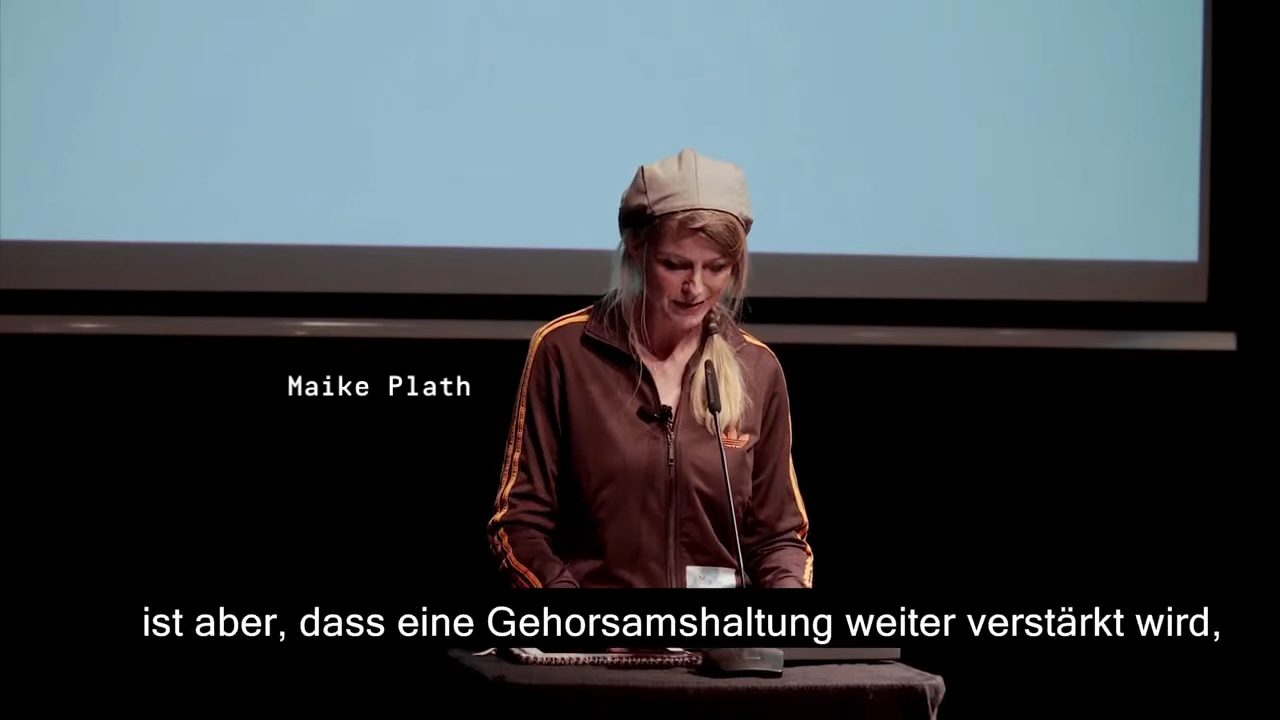 Maike Plath
ist aber, dass eine Gehorsamshaltung weiter verstärkt wird,